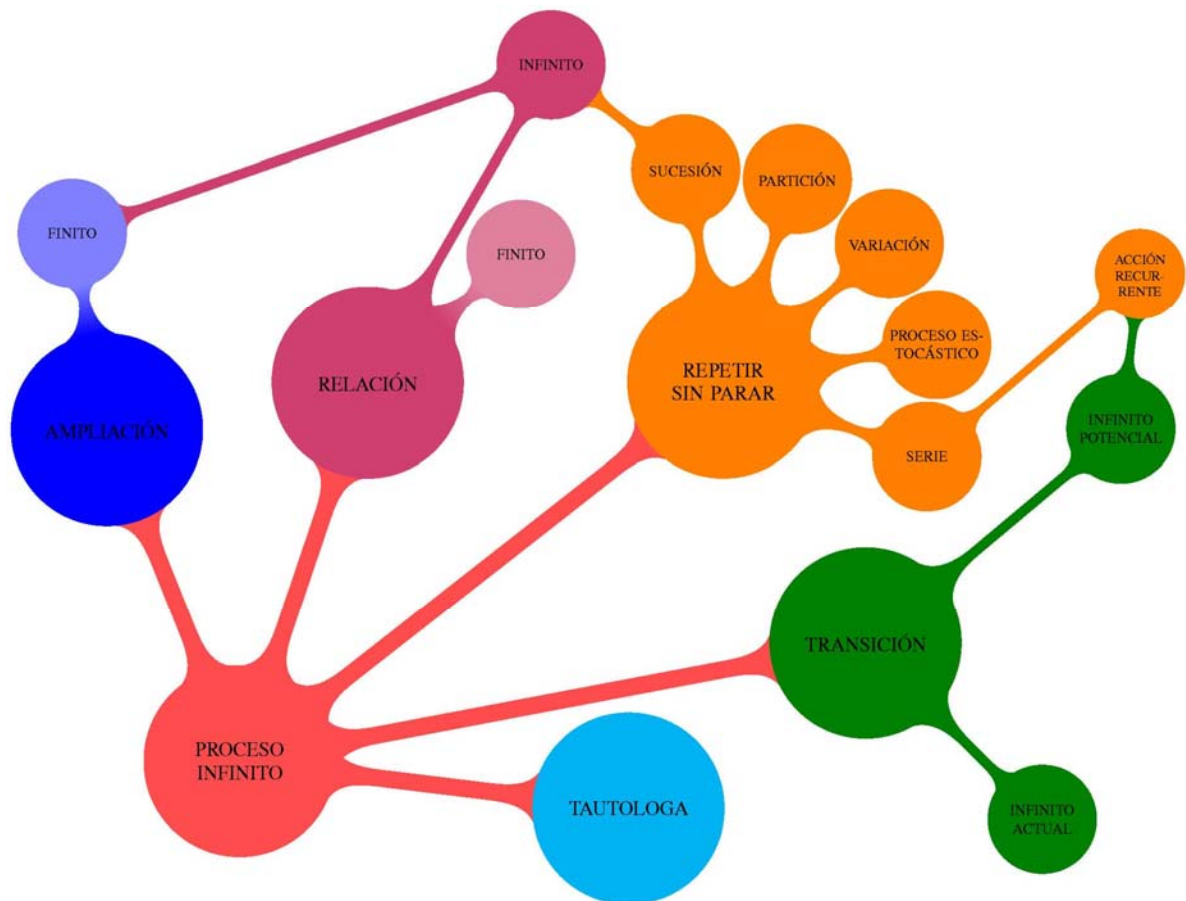 INFINITO
SUCESIÓN
PARTICIÓN
FINITO
VARIACIÓN
FINITO
ACCIÓN
RECUR-
RENTE
PROCESO ES-
TOCÁSTICO
RELACIÓN
REPETIR
SIN PARAR
AMPLIACIÓN
INFINITO
POTENCIAL
SERIE
TRANSICIÓN
PROCESO
INFINITO
TAUTOLOGA
INFINITO
ACTUAL